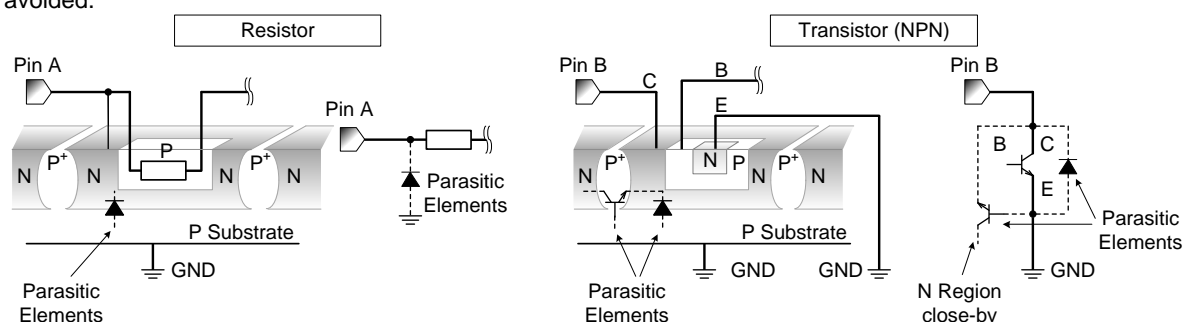 avoided.
Resistor
Transistor (NPN)
Pin A
Pin A
P
N
P+
N
N
P+
N
Parasitic
Elements
P Substrate
GND
Parasitic
Elements
Pin B
C
B
E
N
P+
N
N
P
N
P+
N
P Substrate
GND
GND
Parasitic
Elements
Pin B
B
C
E
Parasitic
Elements
GND
N Region
close-by